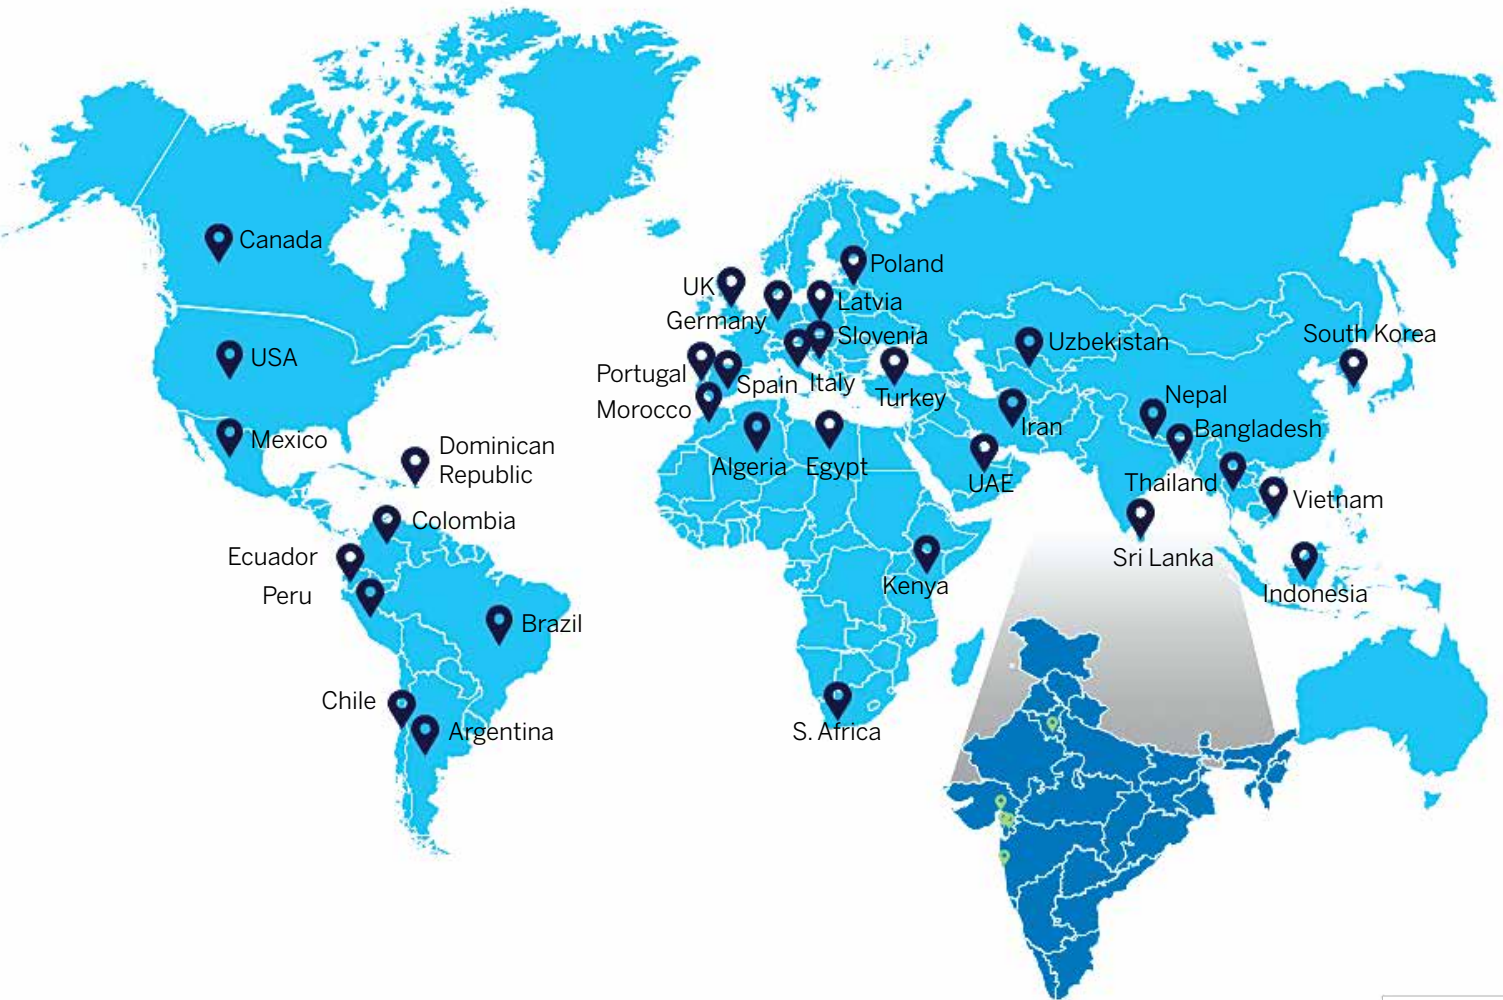 Canada
USA
Mexico
Dominican
Republic
Colombia
Ecuador
Peru
Brazil
Chile
Argentina
UK
Germany
Poland
Latvia
Slovenia
Portugal
Spain
Italy
Morocco
Turkey
Algeria
Egypt
Uzbekistan
Iran
UAE
Kenya
S. Africa
South Korea
Nepal
Bangladesh
Thailand
Vietnam
Sri Lanka
Indonesia